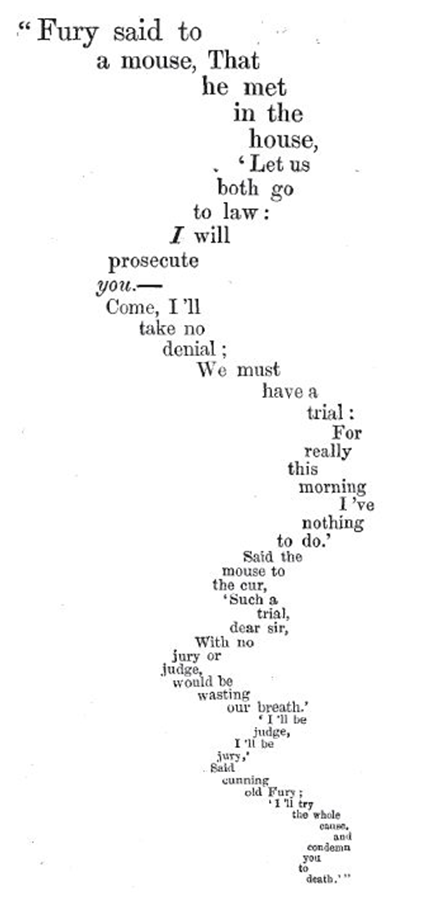 “Fury said to
a mouse, That
he met
in the
house,
‘Let us
both go
to law:
I will
prosecute
you.—
Come, I’ll
take no
denial;
We must
have a
trial:
For
really
this
morning
I’ve
nothing
to do.’
Said the
mouse to
the cur,
‘Such a
trial,
dear sir,
With no
jury or
judge,
would be
wasting
our breath.’
‘I’ll be
judge,
I’ll be
jury,’
Said
cunning
old Fury;
‘I’ll try
the whole
cause,
and
condemn
you
to
death.’”